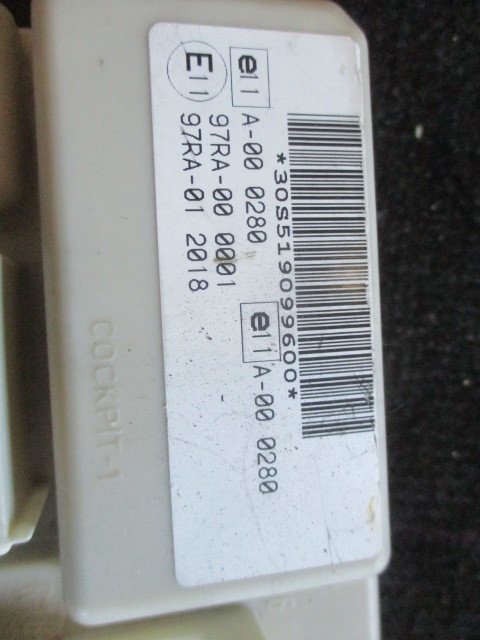 *30S519099600*
e11 A-00 0280
e11 A-00 0280
E11 97RA-00 0001
97RA-01 2018
COCKPIT-1